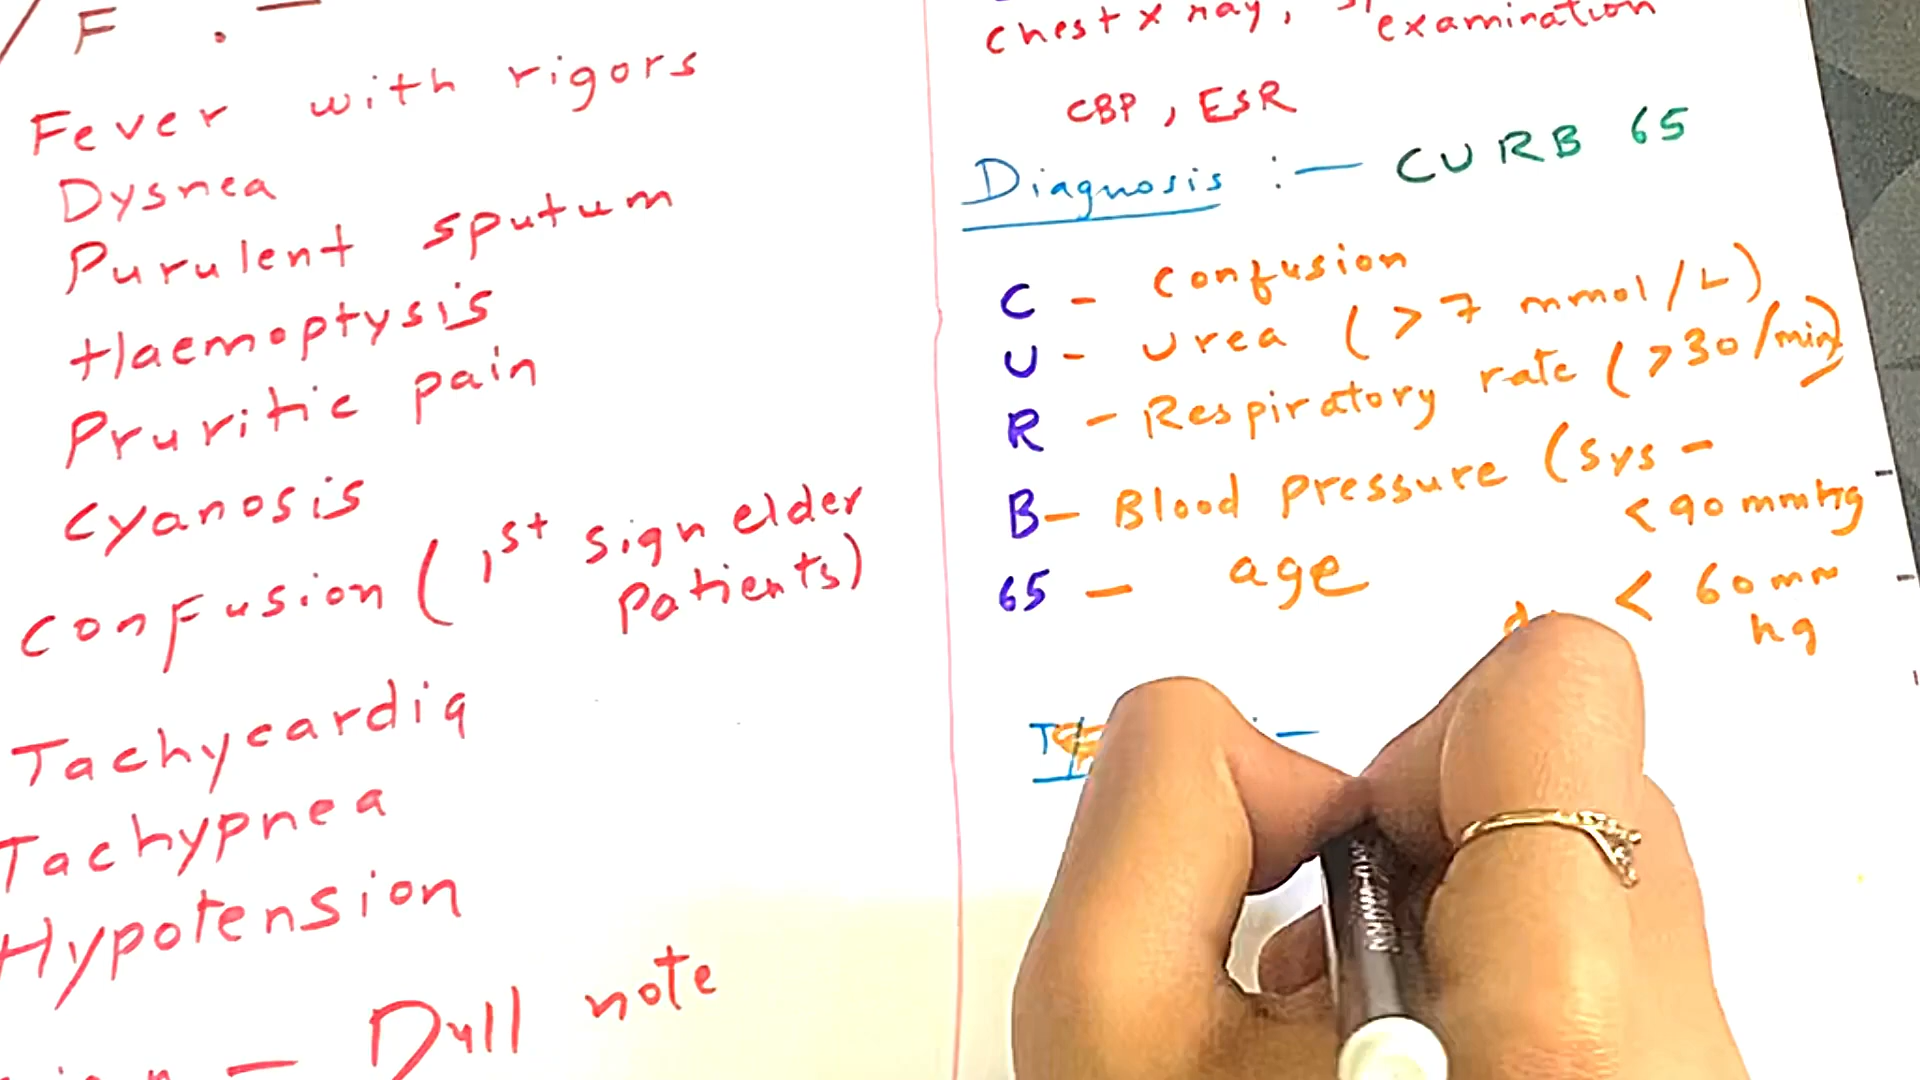 F . —
Fever with rigors
Dysnea
Purulent sputum
Haemoptysis
Pruritic pain
Cyanosis
Confusion ( 1st sign elder
Patients)
Tachycardia
Tachypnea
Hypotension
— Dull note
chest x ray,
examination
CBP , ESR
Diagnosis :— CURB 65
C - confusion
U - Urea ( > 7 mmol/L)
R - Respiratory rate ( >30/min)
B- Blood pressure (sys -
<90 mmhg
65 - age
< 60 mm
hg